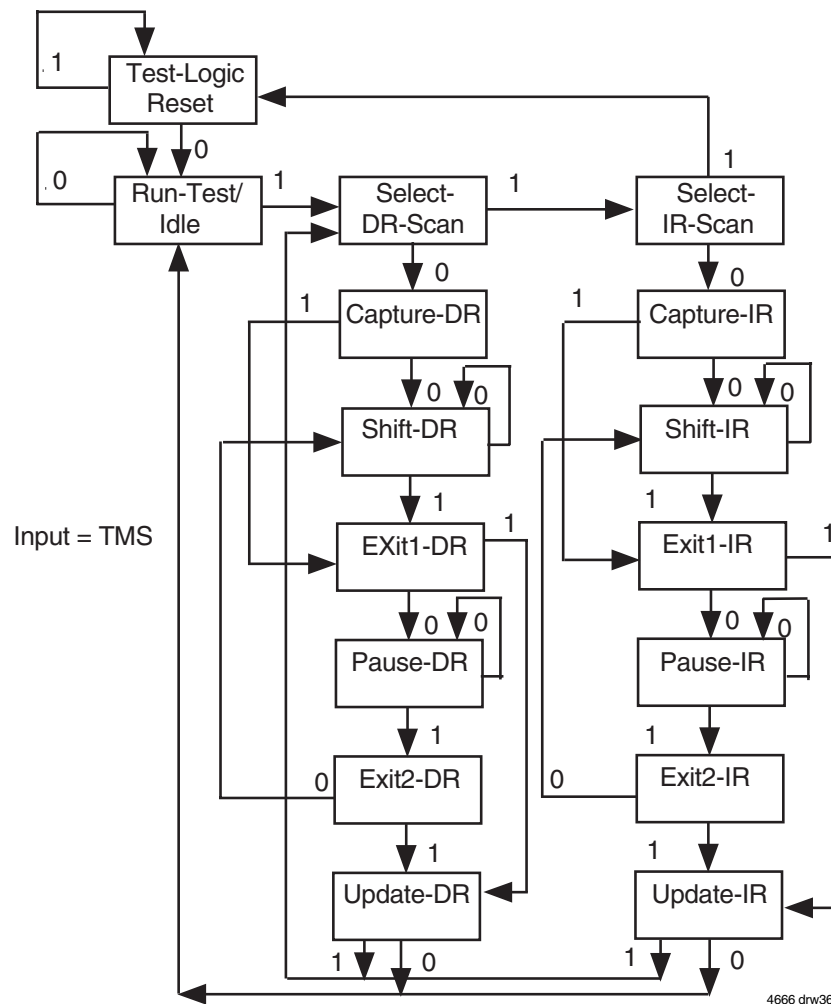 1
Test-Logic
Reset
0
1
0
Run-Test/
Idle
1
Select-
DR-Scan
1
Select-
IR-Scan
0
0
1
Capture-DR
1
Capture-IR
0
0
0
0
Shift-DR
Shift-IR
1
1
Input = TMS
EXit1-DR
1
Exit1-IR
1
0
0
0
0
Pause-DR
Pause-IR
1
1
0
Exit2-DR
0
Exit2-IR
1
1
Update-DR
Update-IR
1
0
1
0
4666 drw36